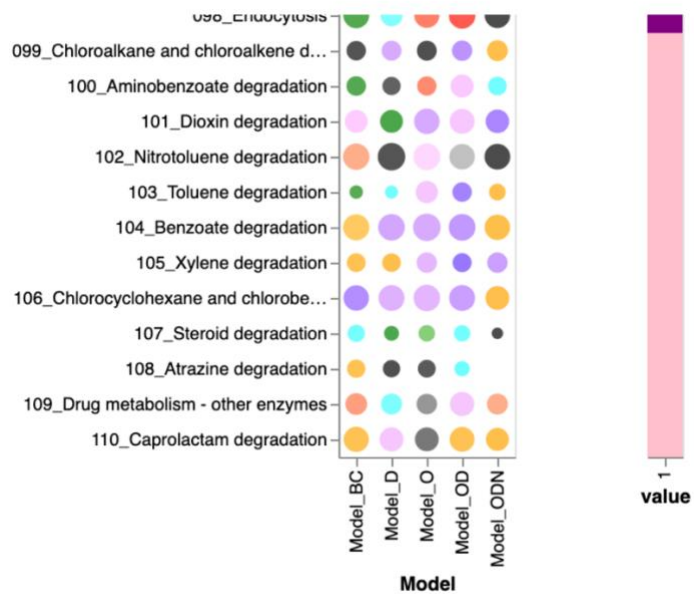 098_Endocytosis
099_Chloroalkane and chloroalkene d...
100_Aminobenzoate degradation
101_Dioxin degradation
102_Nitrotoluene degradation
103_Toluene degradation
104_Benzoate degradation
105_Xylene degradation
106_Chlorocyclohexane and chlorobe...
107_Steroid degradation
108_Atrazine degradation
109_Drug metabolism - other enzymes
110_Caprolactam degradation
Model_BC
Model_D
Model_O
Model_OD
Model_ODN
Model
1
value